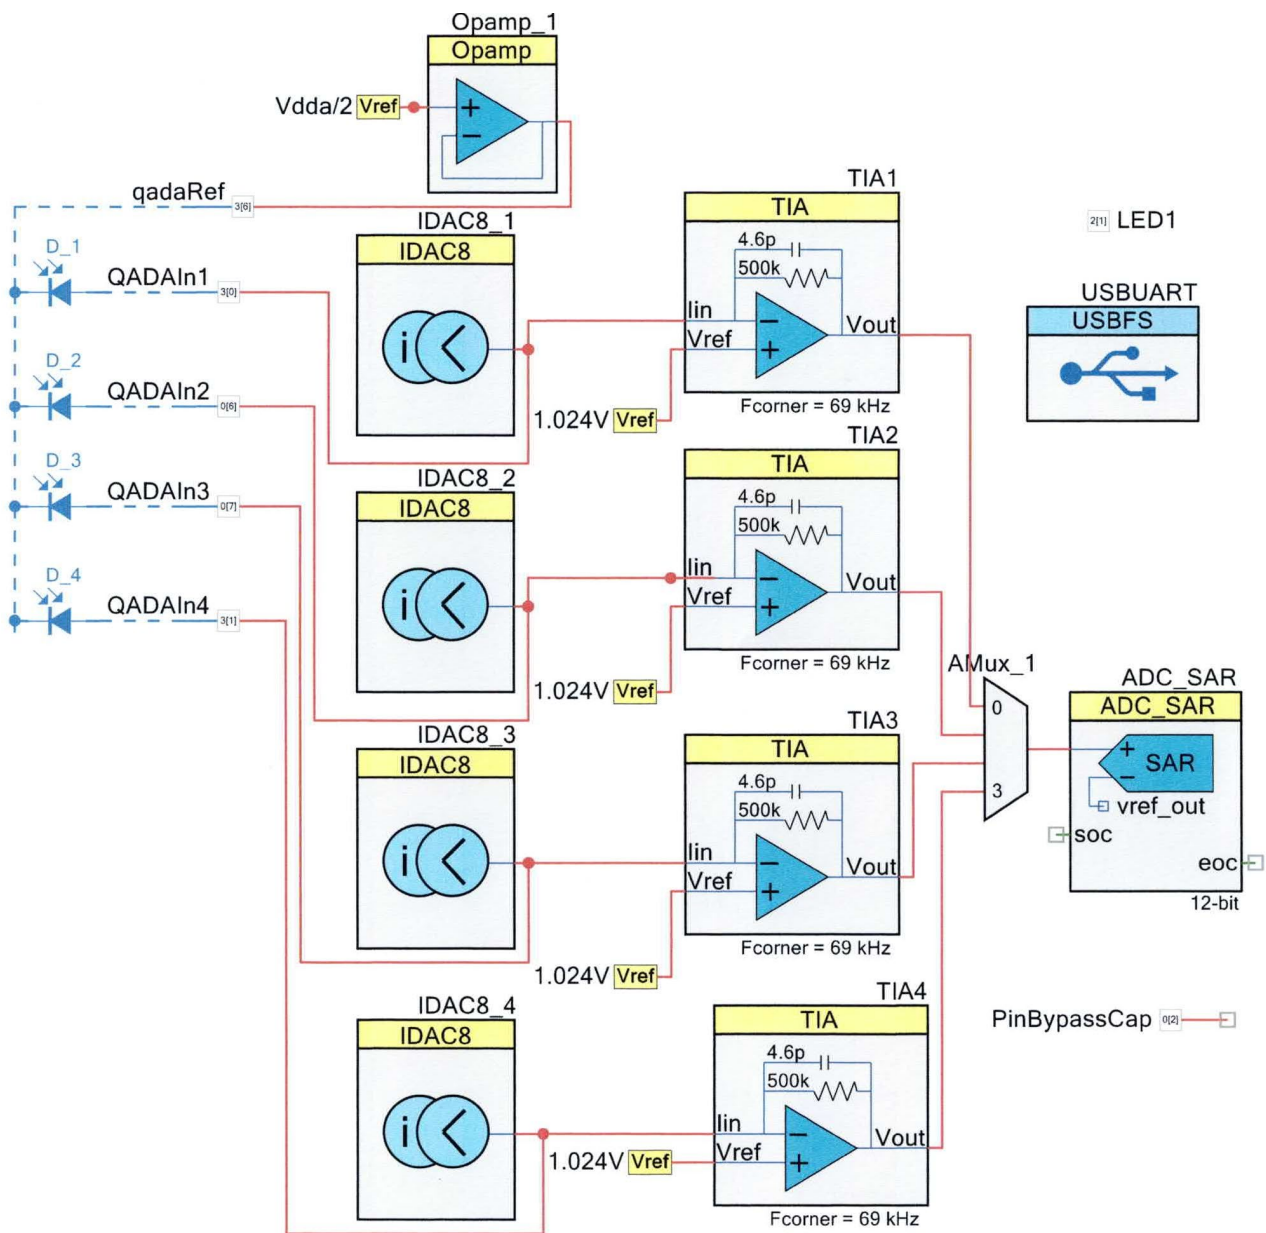 Opamp_1
Opamp
Vdda/2 Vref
+
−
qadaRef 3[6]
D_1
QADAIn1 3[0]
D_2
QADAIn2 0[6]
D_3
QADAIn3 0[7]
D_4
QADAIn4 3[1]
IDAC8_1
IDAC8
i
TIA1
TIA
4.6p
500k
Iin
Vref
−
+
Vout
1.024V Vref
Fcorner = 69 kHz
2[1] LED1
USBUART
USBFS
IDAC8_2
IDAC8
i
TIA2
TIA
4.6p
500k
Iin
Vref
−
+
Vout
1.024V Vref
Fcorner = 69 kHz
IDAC8_3
IDAC8
i
TIA3
TIA
4.6p
500k
Iin
Vref
−
+
Vout
1.024V Vref
Fcorner = 69 kHz
AMux_1
0
3
ADC_SAR
ADC_SAR
+
−
SAR
vref_out
soc
eoc
12-bit
IDAC8_4
IDAC8
i
TIA4
TIA
4.6p
500k
Iin
Vref
−
+
Vout
1.024V Vref
Fcorner = 69 kHz
PinBypassCap 0[2]